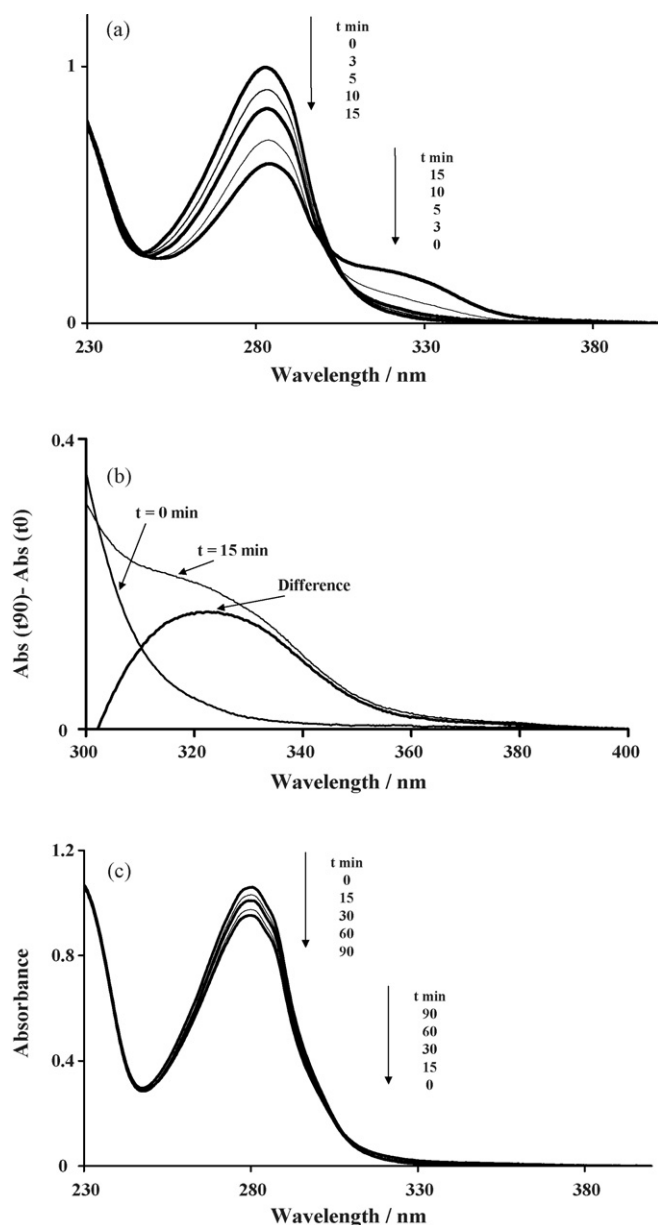 (a)
1
0
t min
0
3
5
10
15
t min
15
10
5
3
0
230
280
330
380
Wavelength / nm
(b)
0.4
0
Abs (t90)- Abs (t0)
t = 0 min
t = 15 min
Difference
300
320
340
360
380
400
Wavelength / nm
(c)
1.2
0.8
0.4
0
Absorbance
t min
0
15
30
60
90
t min
90
60
30
15
0
230
280
330
380
Wavelength / nm